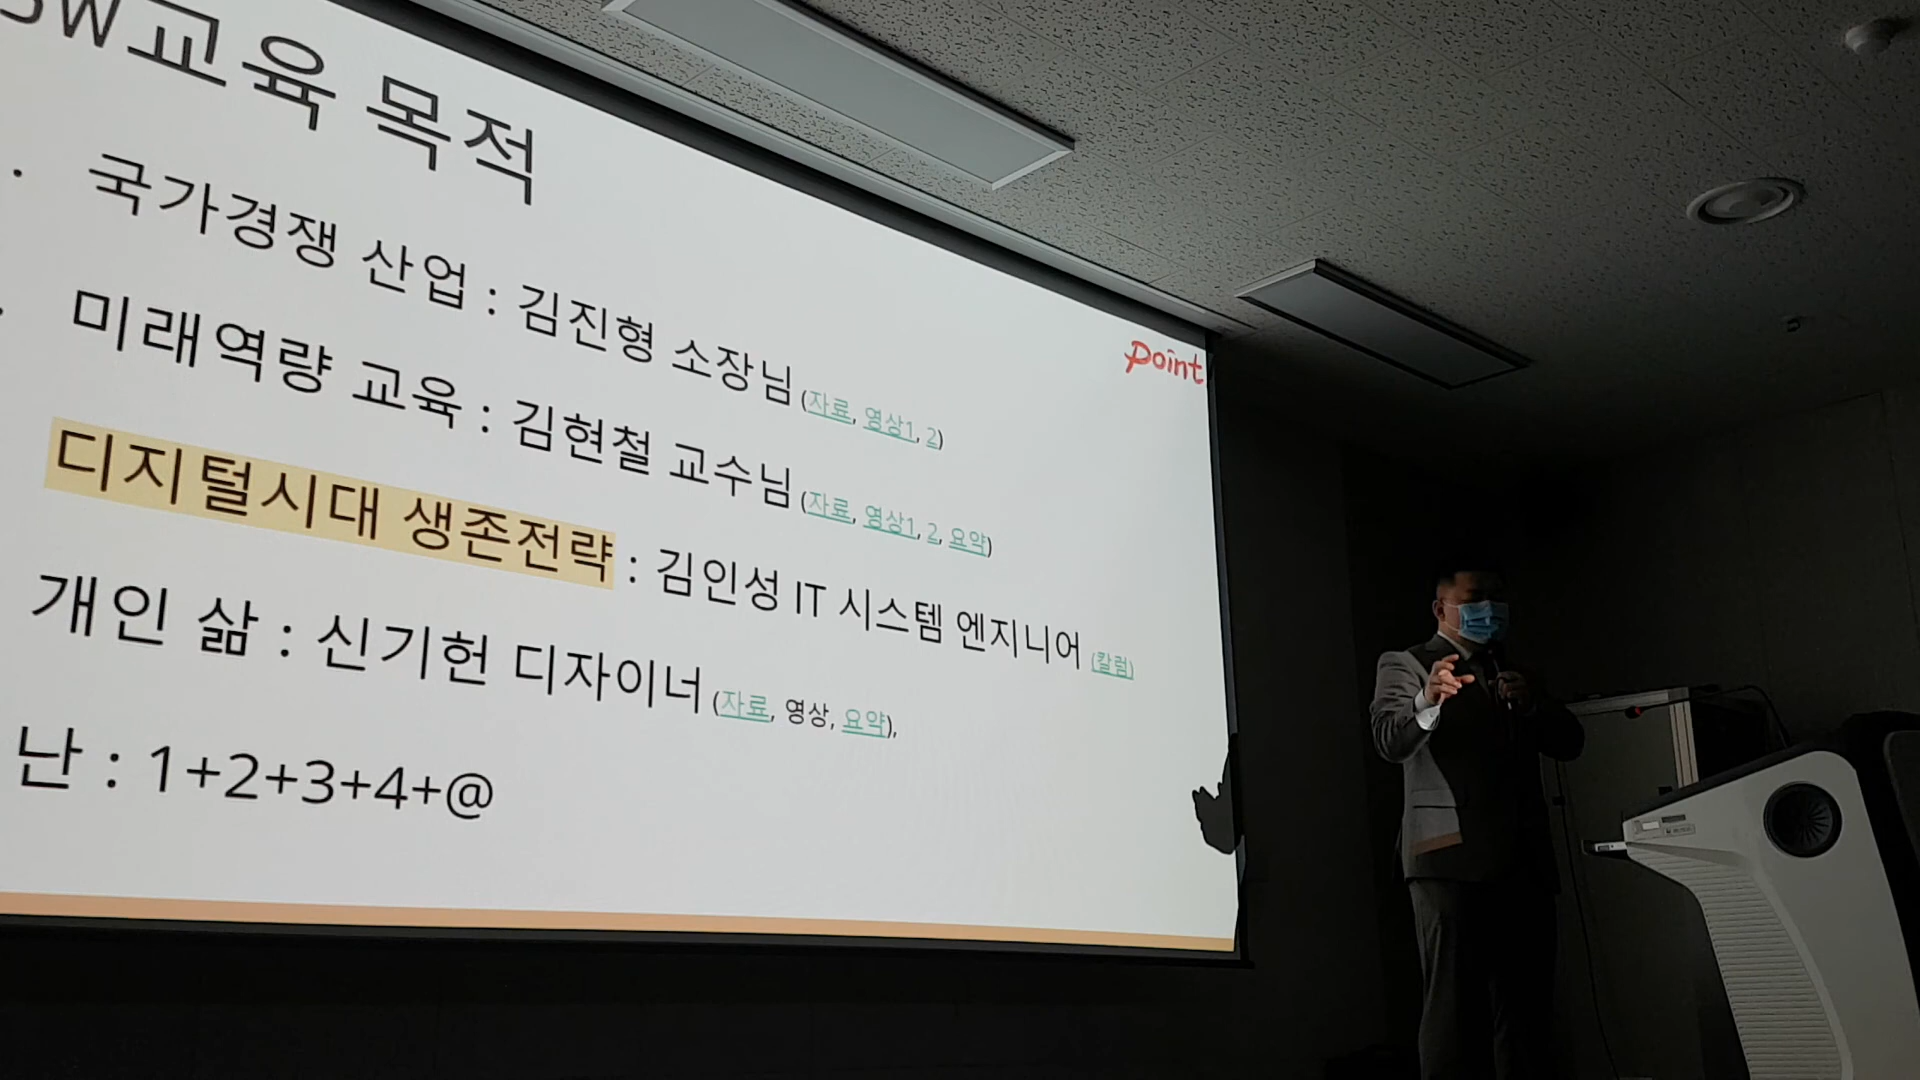 SW교육 목적
국가경쟁 산업 : 김진형 소장님 (자료, 영상1, 2)
미래역량 교육 : 김현철 교수님 (자료, 영상1, 2, 요약)
디지털시대 생존전략 : 김인성 IT 시스템 엔지니어 (칼럼)
개인 삶 : 신기헌 디자이너 (자료, 영상, 요약),
난 : 1+2+3+4+@
point